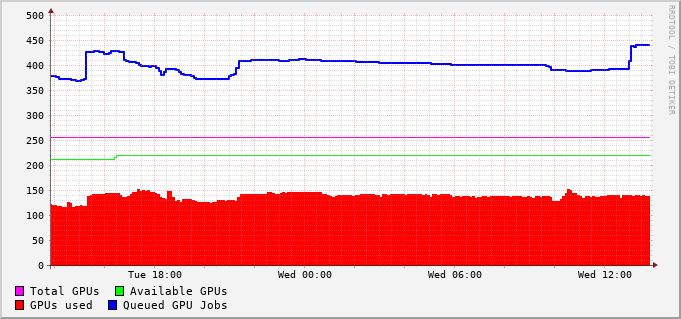 500
450
400
350
300
250
200
150
100
50
0
Tue 18:00 Wed 00:00 Wed 06:00 Wed 12:00
Total GPUs Available GPUs
GPUs used Queued GPU Jobs
RRDTOOL / TOBI OETIKER